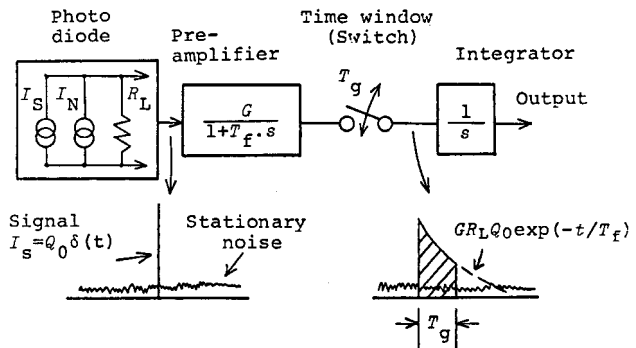 Photo
diode
Pre-
amplifier
Time window
(Switch)
Integrator
I_S I_N R_L
G
1+T_f.s
T_g
1
s
Output
Signal
I_s=Q_0δ(t)
Stationary
noise
GR_LQ_0exp(-t/T_f)
T_g